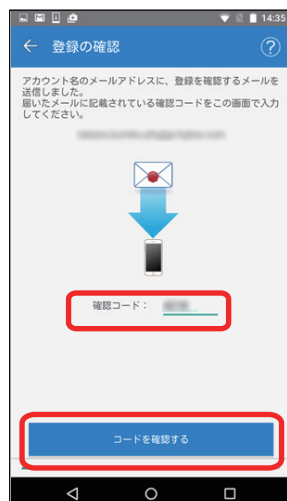 14:35
登録の確認
?
アカウント名のメールアドレスに、登録を確認するメールを
送信しました。
届いたメールに記載されている確認コードをこの画面で入力
してください。
確認コード：
コードを確認する